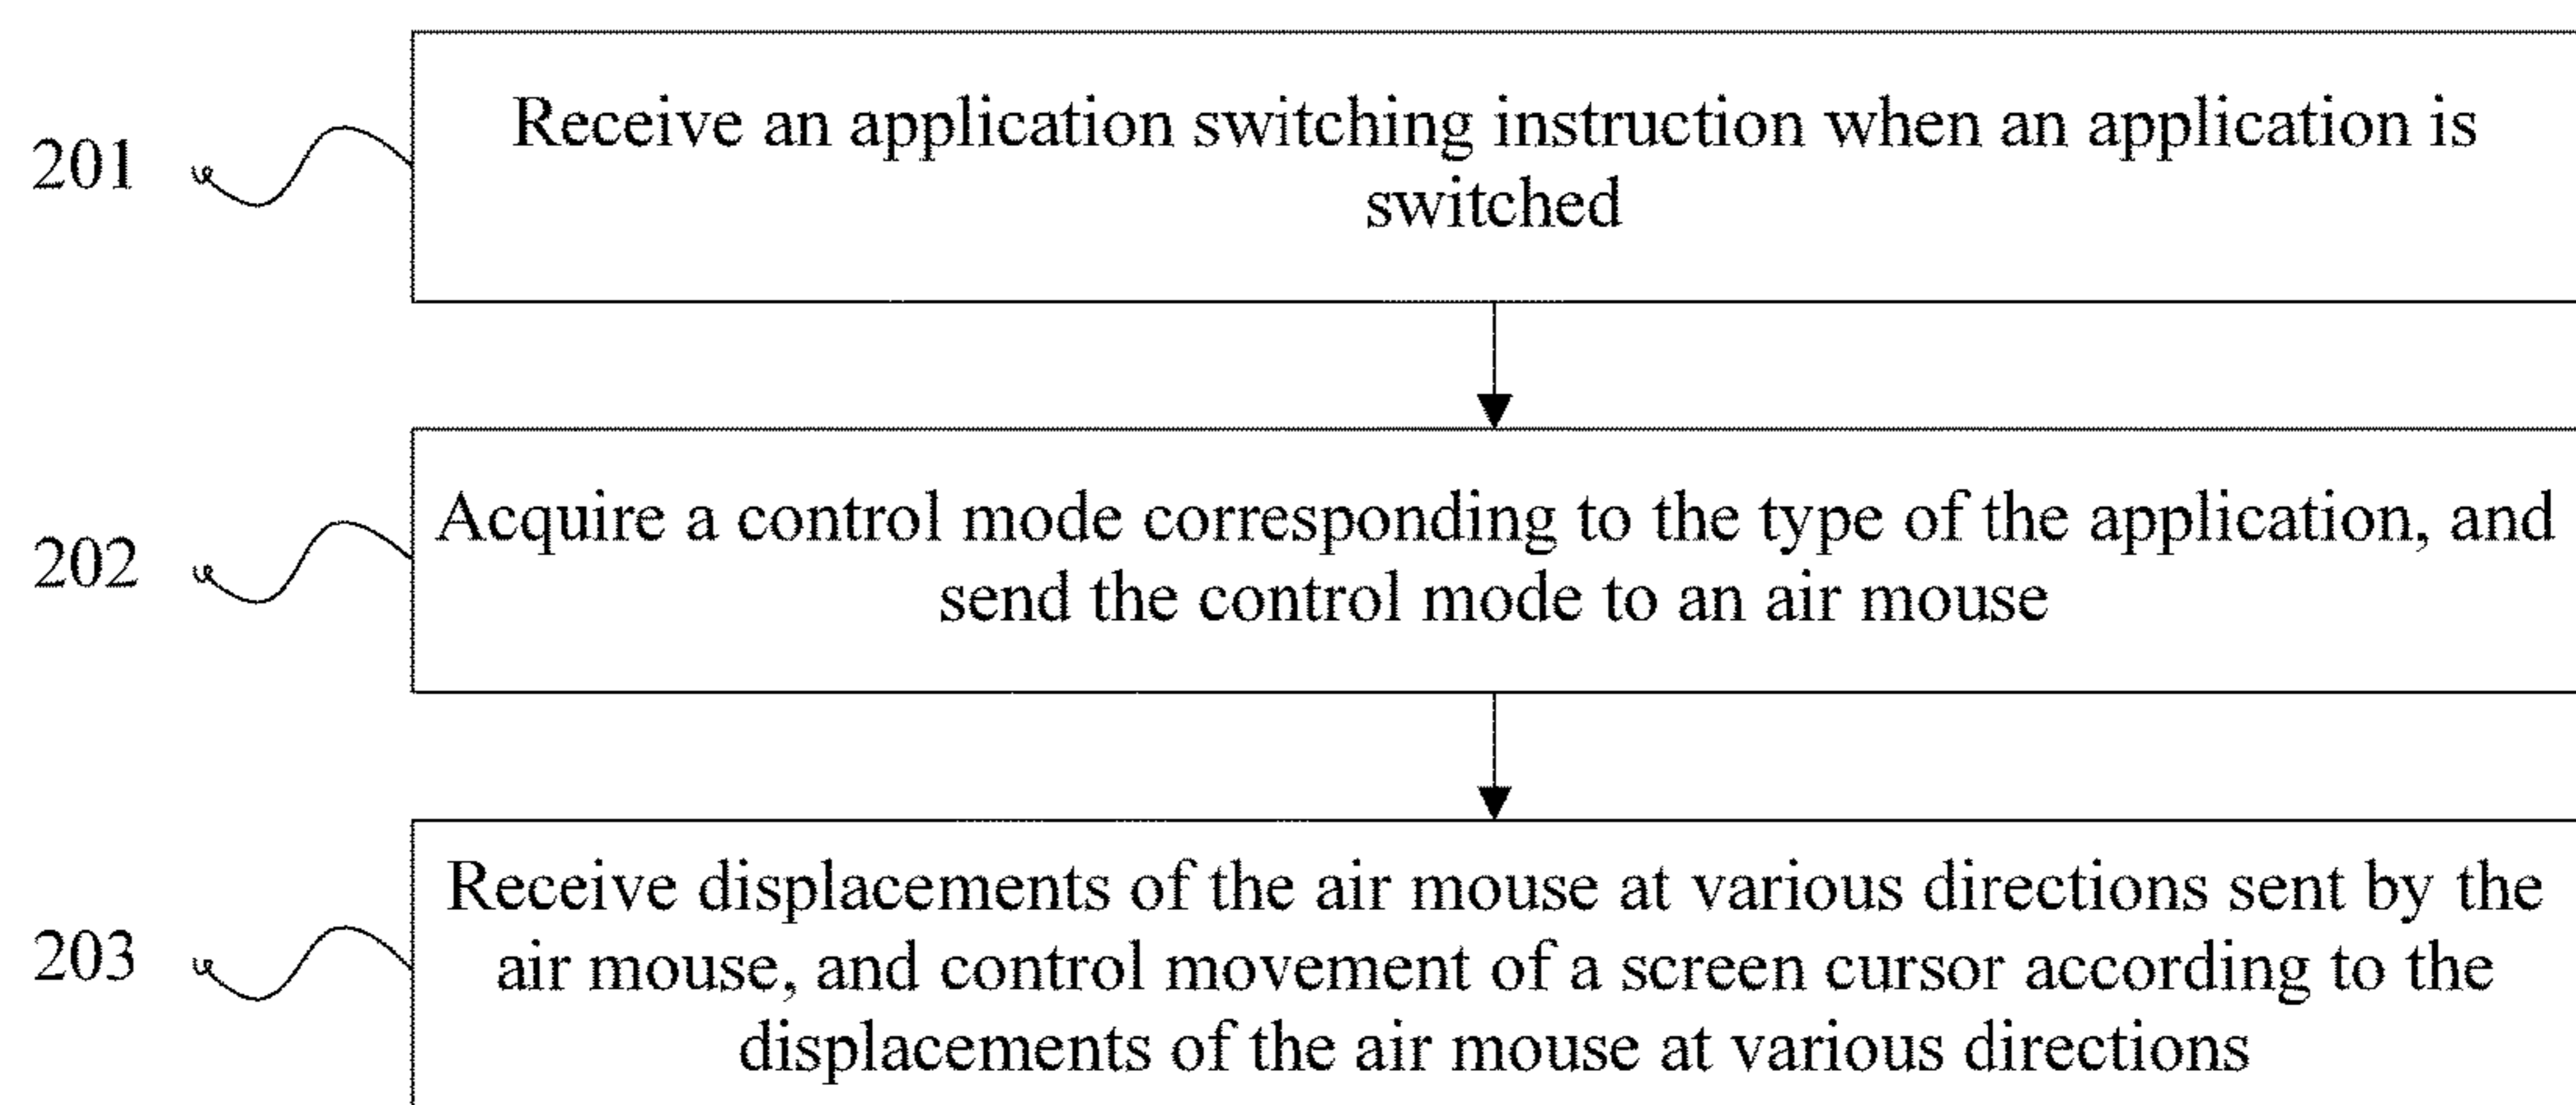 201
Receive an application switching instruction when an application is
switched
202
Acquire a control mode corresponding to the type of the application, and
send the control mode to an air mouse
203
Receive displacements of the air mouse at various directions sent by the
air mouse, and control movement of a screen cursor according to the
displacements of the air mouse at various directions